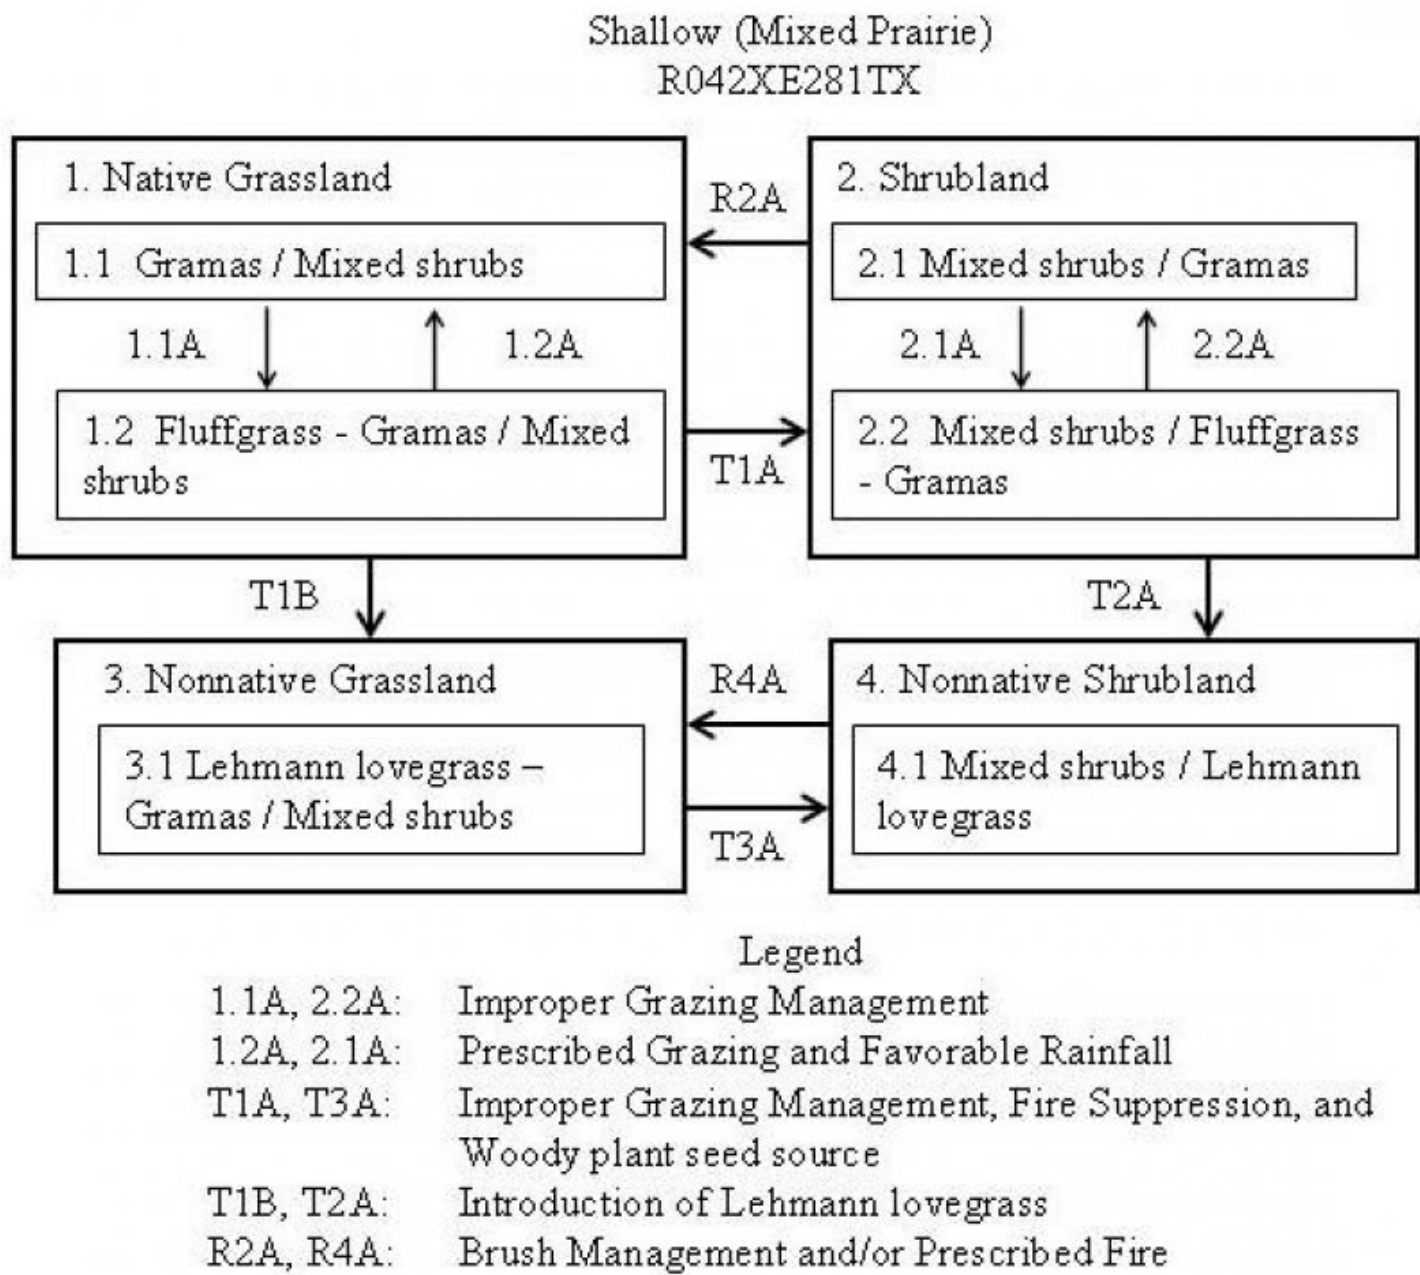 Shallow (Mixed Prairie)
R042XE281TX
1. Native Grassland
1.1 Gramas / Mixed shrubs
1.1A
1.2A
1.2 Fluffgrass - Gramas / Mixed
shrubs
R2A
T1A
2. Shrubland
2.1 Mixed shrubs / Gramas
2.1A
2.2A
2.2 Mixed shrubs / Fluffgrass
- Gramas
T1B
T2A
3. Nonnative Grassland
3.1 Lehmann lovegrass –
Gramas / Mixed shrubs
R4A
T3A
4. Nonnative Shrubland
4.1 Mixed shrubs / Lehmann
lovegrass
Legend
1.1A, 2.2A: Improper Grazing Management
1.2A, 2.1A: Prescribed Grazing and Favorable Rainfall
T1A, T3A: Improper Grazing Management, Fire Suppression, and
Woody plant seed source
T1B, T2A: Introduction of Lehmann lovegrass
R2A, R4A: Brush Management and/or Prescribed Fire